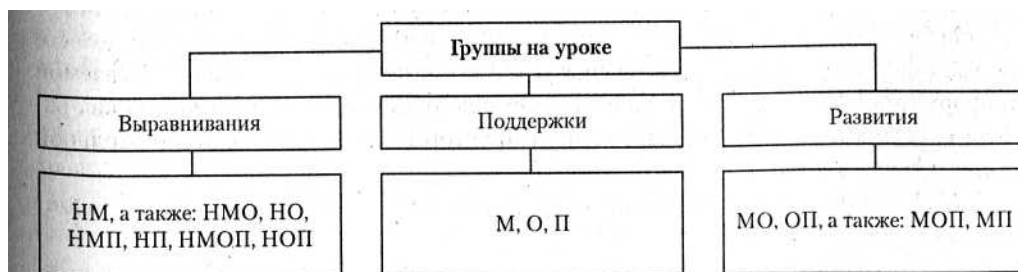 Группы на уроке
Выравнивания
Поддержки
Развития
НМ, а также: НМО, НО,
НМП, НП, НМОП, НОП
М, О, П
МО, ОП, а также: МОП, МП